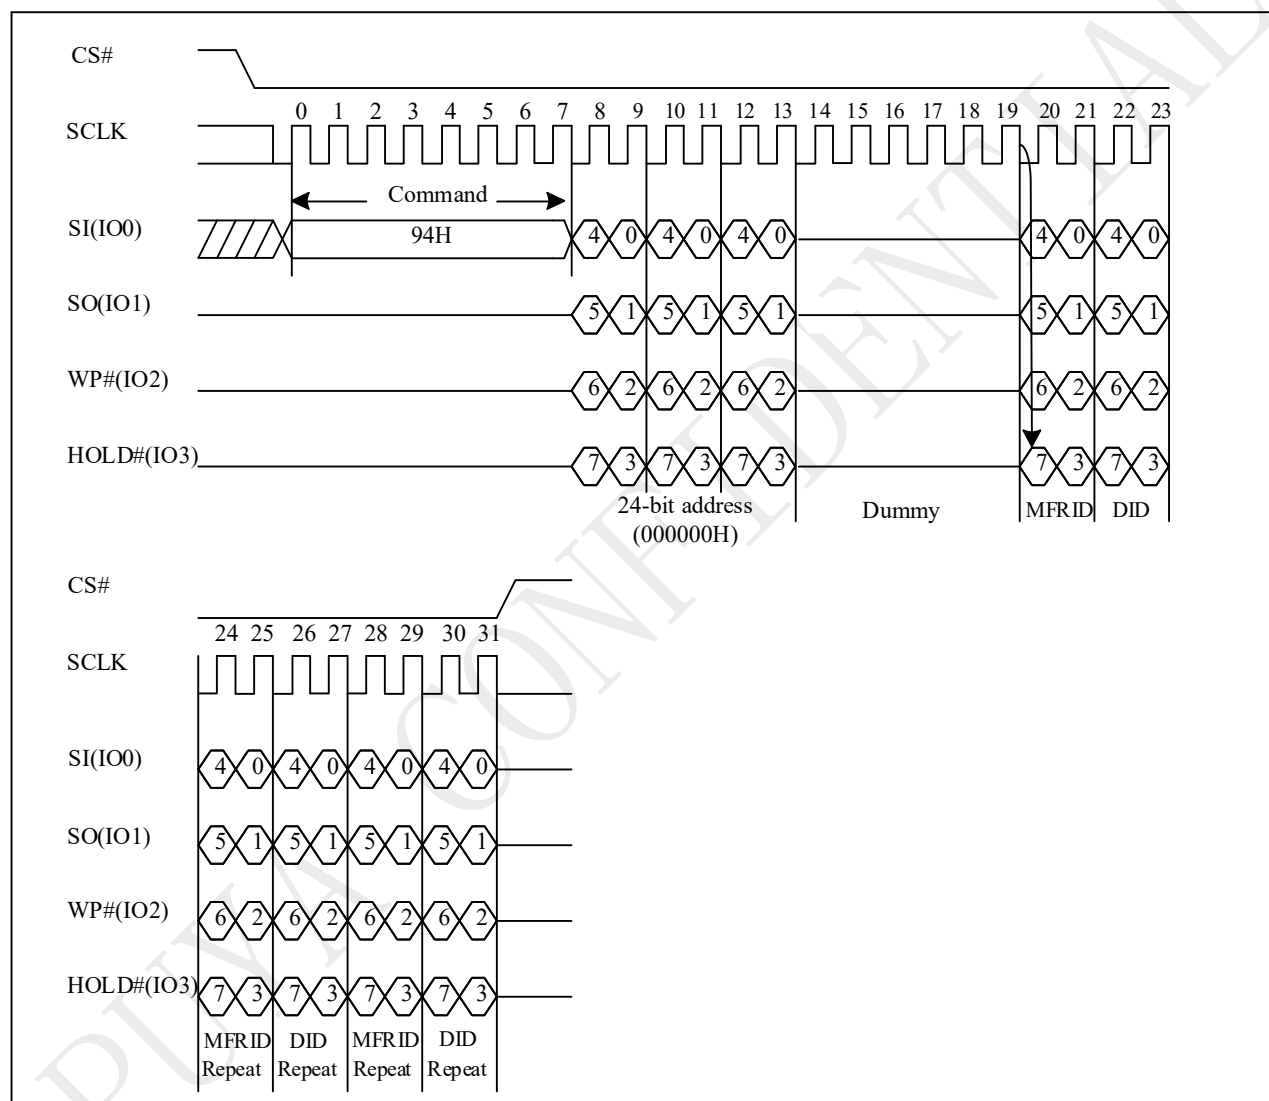 CS#
0 1 2 3 4 5 6 7 8 9 10 11 12 13 14 15 16 17 18 19 20 21 22 23
SCLK
Command
SI(IO0) 94H 4 0 4 0 4 0 4 0 4 0
SO(IO1) 5 1 5 1 5 1 5 1 5 1
WP#(IO2) 6 2 6 2 6 2 6 2 6 2
HOLD#(IO3) 7 3 7 3 7 3 7 3 7 3
24-bit address Dummy MFRID DID
(000000H)
CS#
24 25 26 27 28 29 30 31
SCLK
SI(IO0) 4 0 4 0 4 0 4 0
SO(IO1) 5 1 5 1 5 1 5 1
WP#(IO2) 6 2 6 2 6 2 6 2
HOLD#(IO3) 7 3 7 3 7 3 7 3
MFRID DID MFRID DID
Repeat Repeat Repeat Repeat
PUYA CONFIDENTIAL